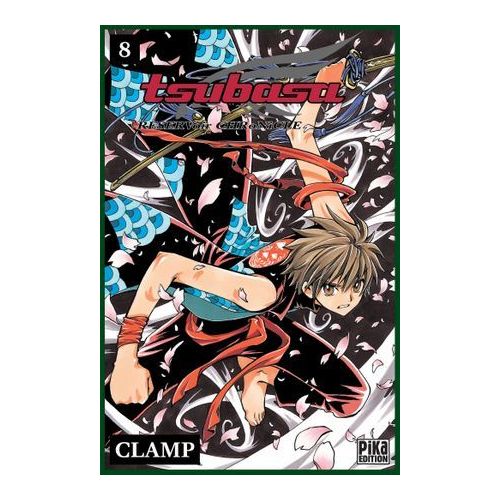 8
tsubasa
RESERVoir CHRoNiCLE
CLAMP
PiKa
EDITION